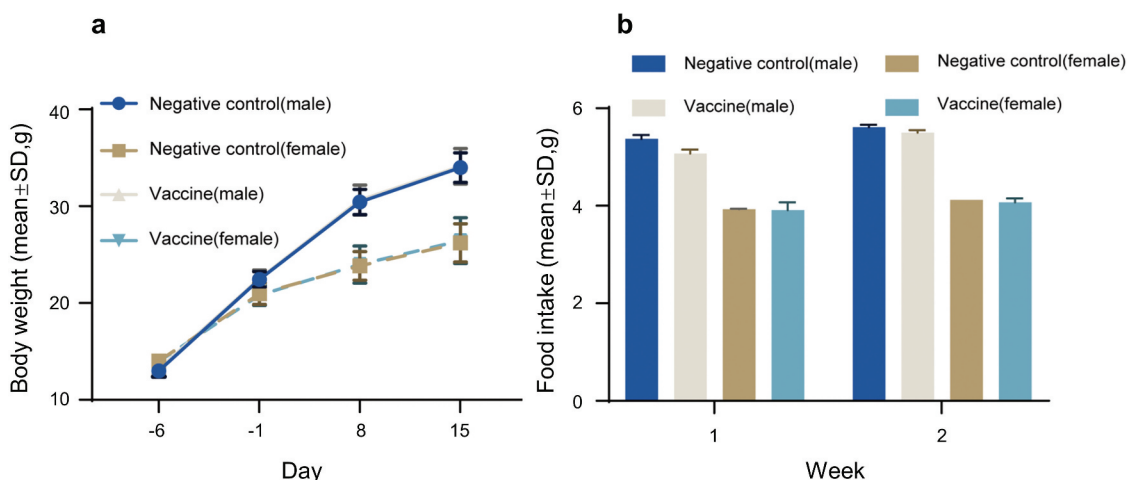 a
Negative control(male)
Negative control(female)
Vaccine(male)
Vaccine(female)
Body weight (mean±SD,g)
40
30
20
10
-6
-1
8
15
Day
b
Negative control(male)
Negative control(female)
Vaccine(male)
Vaccine(female)
Food intake (mean±SD,g)
6
4
2
0
1
2
Week